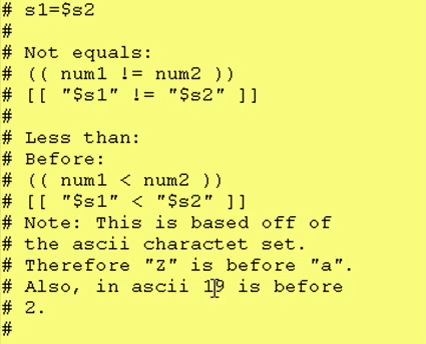 # s1=$s2
#
# Not equals:
# (( num1 != num2 ))
# [[ "$s1" != "$s2" ]]
#
# Less than:
# Before:
# (( num1 < num2 ))
# [[ "$s1" < "$s2" ]]
# Note: This is based off of
# the ascii charactet set.
# Therefore "Z" is before "a".
# Also, in ascii 19 is before
# 2.
#